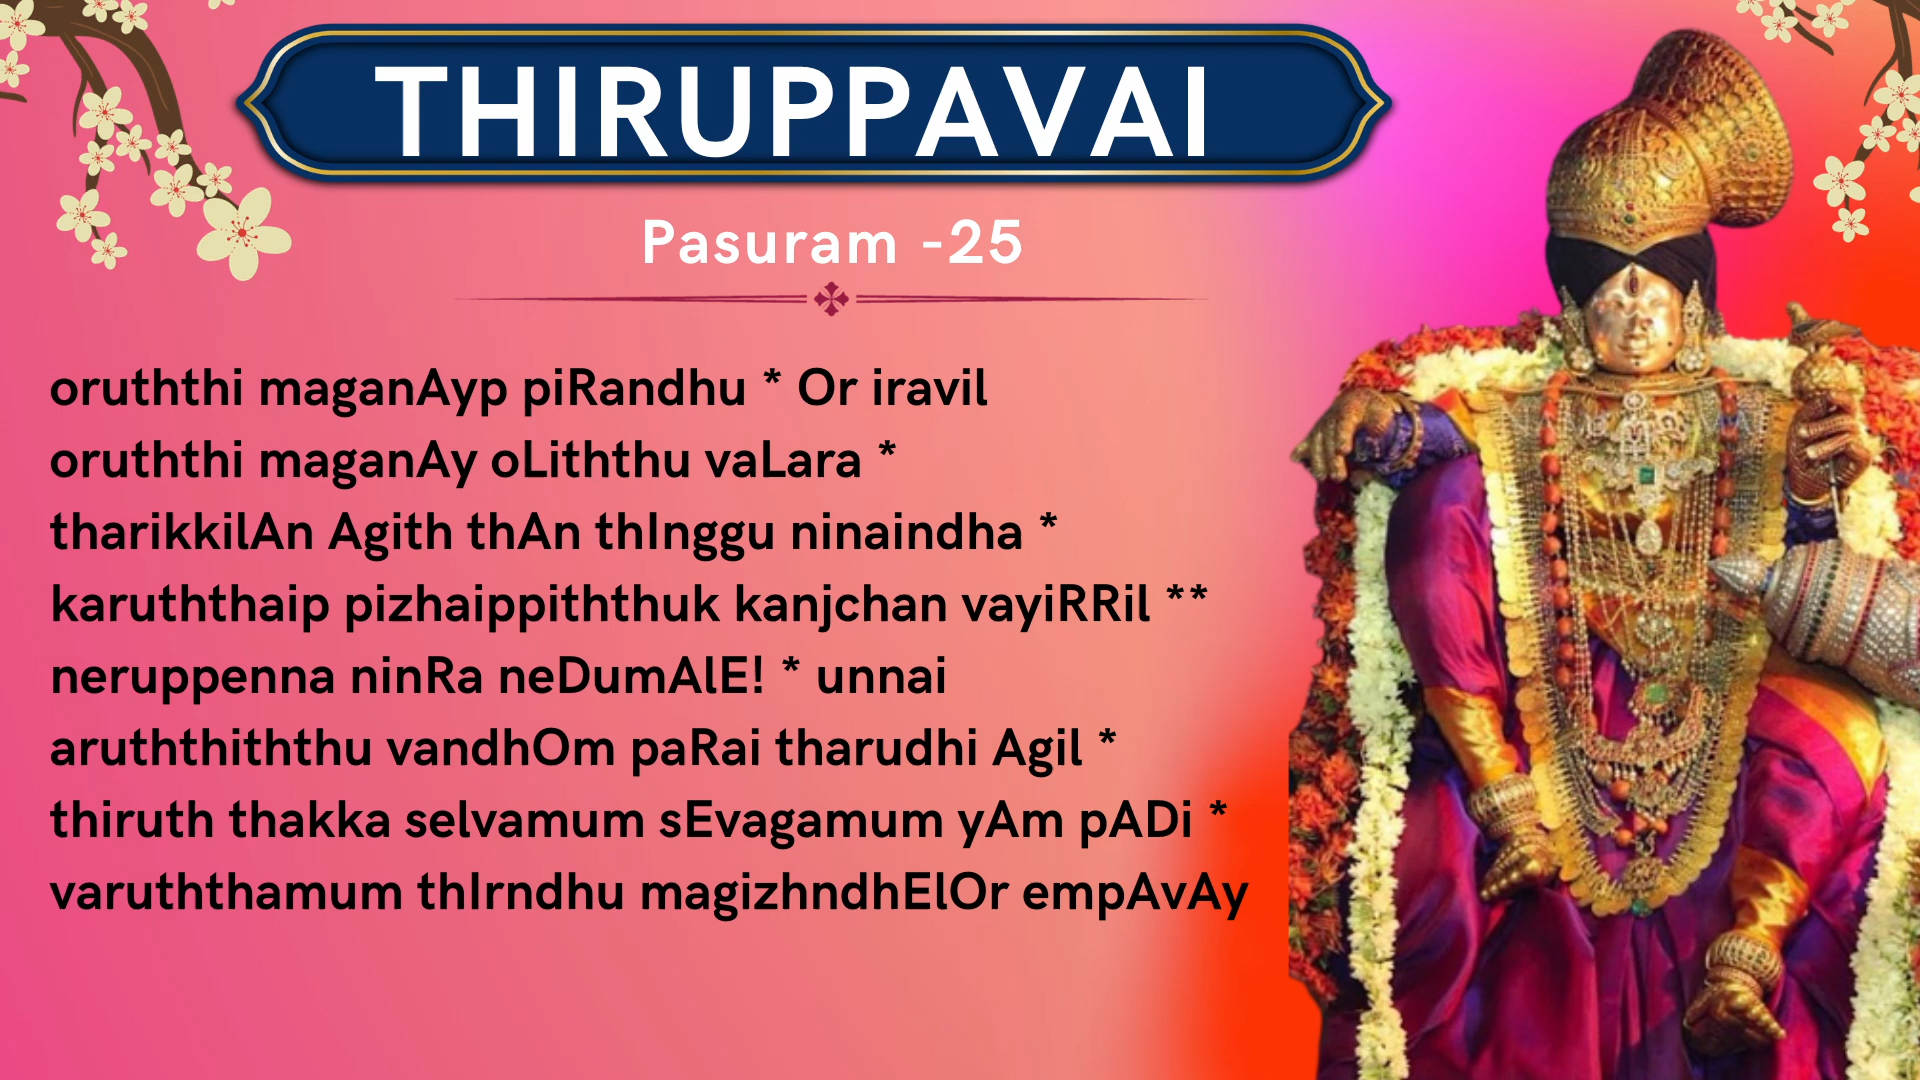 THIRUPPAVAI
Pasuram -25
oruththi maganAyp piRandhu * Or iravil
oruththi maganAy oLiththu vaLara *
tharikkilAn Agith thAn thInggu ninaindha *
karuththaip pizhaippiththuk kanjchan vayiRRil **
neruppenna ninRa neDumAlE! * unnai
aruththiththu vandhOm paRai tharudhi Agil *
thiruth thakka selvamum sEvagamum yAm pADi *
varuththamum thIrndhu magizhndhElOr empAvAy